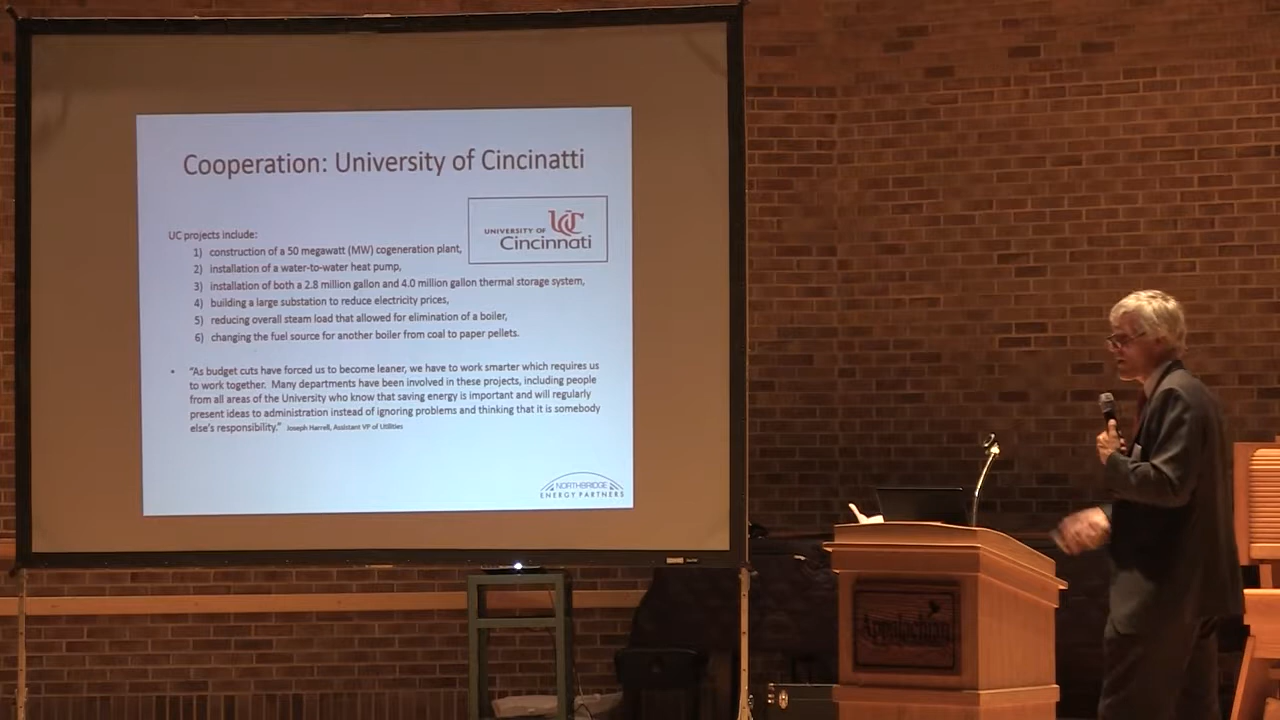 Cooperation: University of Cincinatti
UC
UNIVERSITY OF
Cincinnati
UC projects include:
1) construction of a 50 megawatt (MW) cogeneration plant,
2) installation of a water-to-water heat pump,
3) installation of both a 2.8 million gallon and 4.0 million gallon thermal storage system,
4) building a large substation to reduce electricity prices,
5) reducing overall steam load that allowed for elimination of a boiler,
6) changing the fuel source for another boiler from coal to paper pellets.
• "As budget cuts have forced us to become leaner, we have to work smarter which requires us
to work together. Many departments have been involved in these projects, including people
from all areas of the University who know that saving energy is important and will regularly
present ideas to administration instead of ignoring problems and thinking that it is somebody
else's responsibility." Joseph Harrell, Assistant VP of Utilities
NORTHBRIDGE
ENERGY PARTNERS
Appalachian